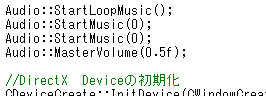 Audio::StartLoopMusic();
Audio::StartMusic(0);
Audio::StartMusic(0);
Audio::MasterVolume(0.5f);
//DirectX Deviceの初期化
CDeviceCreate::InitDevice(CWindowCrea